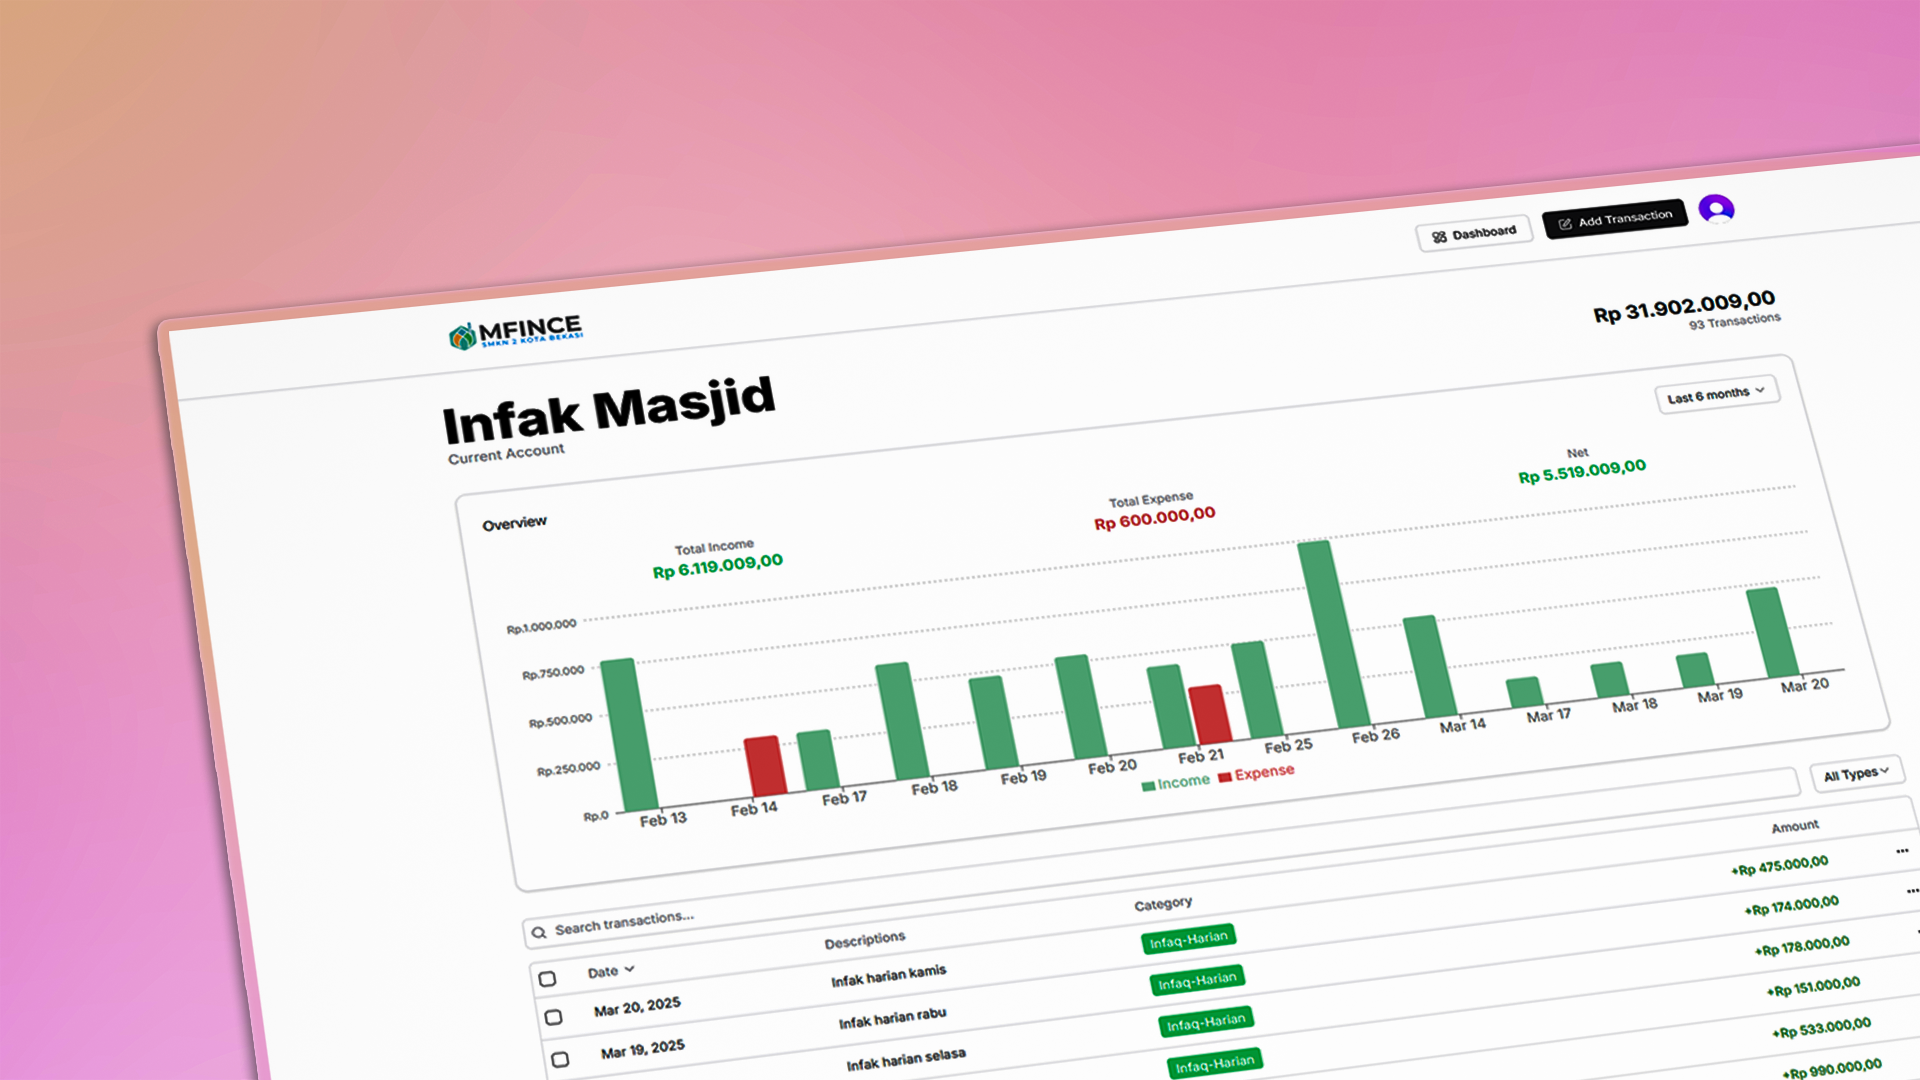 MFINCE
SMKN 2 KOTA BEKASI
Dashboard
Add Transaction
Infak Masjid
Current Account
Rp 31.902.009,00
93 Transactions
Overview
Last 6 months
Total Income
Rp 6.119.009,00
Total Expense
Rp 600.000,00
Net
Rp 5.519.009,00
Rp.1.000.000
Rp.750.000
Rp.500.000
Rp.250.000
Rp.0
Feb 13
Feb 14
Feb 17
Feb 18
Feb 19
Feb 20
Feb 21
Feb 25
Feb 26
Mar 14
Mar 17
Mar 18
Mar 19
Mar 20
Income
Expense
Search transactions...
All Types
Date
Descriptions
Category
Amount
Mar 20, 2025
Infak harian kamis
Infaq-Harian
+Rp 475.000,00
Mar 19, 2025
Infak harian rabu
Infaq-Harian
+Rp 174.000,00
Infak harian selasa
Infaq-Harian
+Rp 178.000,00
Infaq-Harian
+Rp 151.000,00
+Rp 533.000,00
+Rp 990.000,00